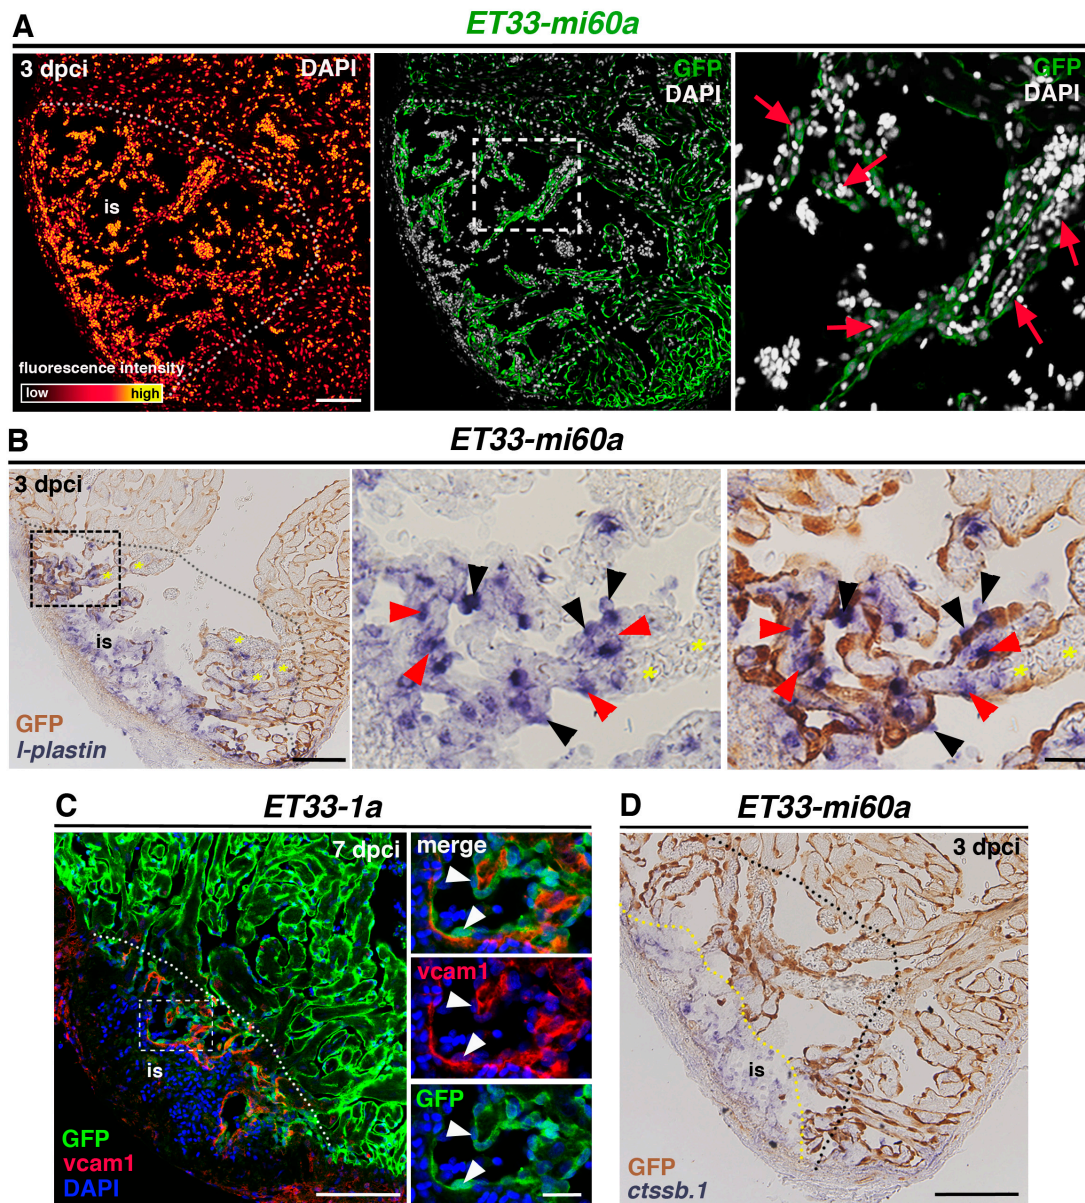 A
ET33-mi60a
3 dpci
DAPI
is
fluorescence intensity
low
high
GFP
DAPI
GFP
DAPI
B
ET33-mi60a
3 dpci
is
GFP
l-plastin
C
ET33-1a
7 dpci
is
GFP
vcam1
DAPI
merge
vcam1
GFP
D
ET33-mi60a
3 dpci
is
GFP
ctssb.1